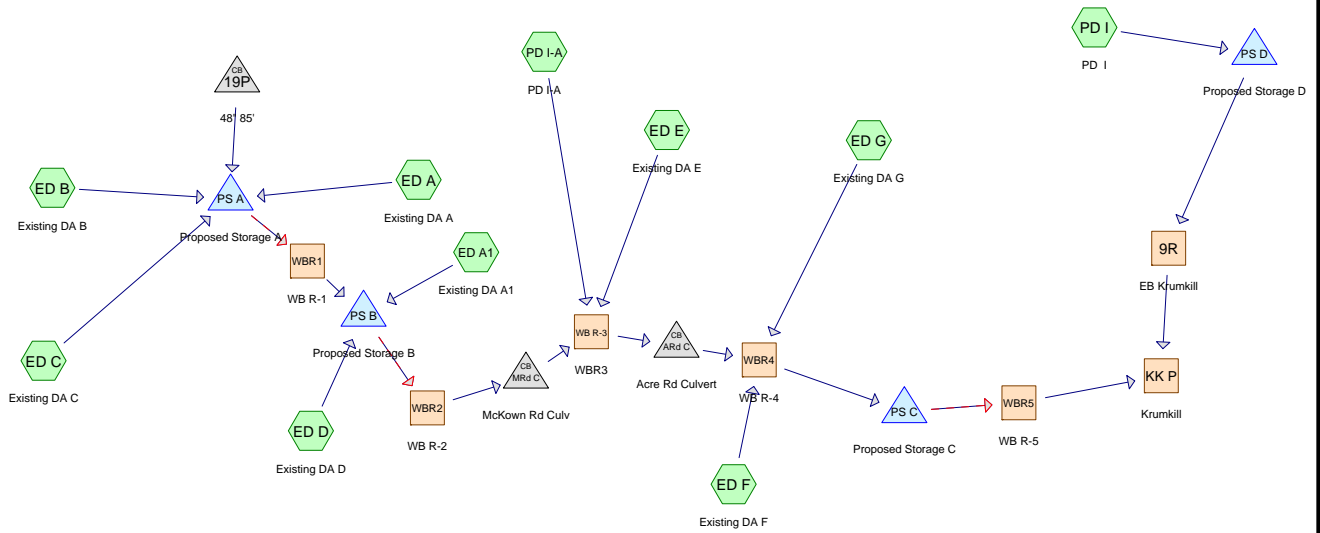 PD I
PD  I
PS D
Proposed Storage D
PD I-A
PD I-A
CB
19P
48" 85'
ED E
Existing DA E
ED G
Existing DA G
ED B
Existing DA B
PS A
Proposed Storage A
ED A
Existing DA A
WBR1
WB R-1
ED A1
Existing DA A1
9R
EB Krumkill
PS B
Proposed Storage B
ED C
Existing DA C
WB R-3
WBR3
CB
ARd C
Acre Rd Culvert
WBR4
WB R-4
CB
MRd C
McKown Rd Culv
KK P
Krumkill
WBR2
WB R-2
PS C
Proposed Storage C
WBR5
WB R-5
ED D
Existing DA D
ED F
Existing DA F